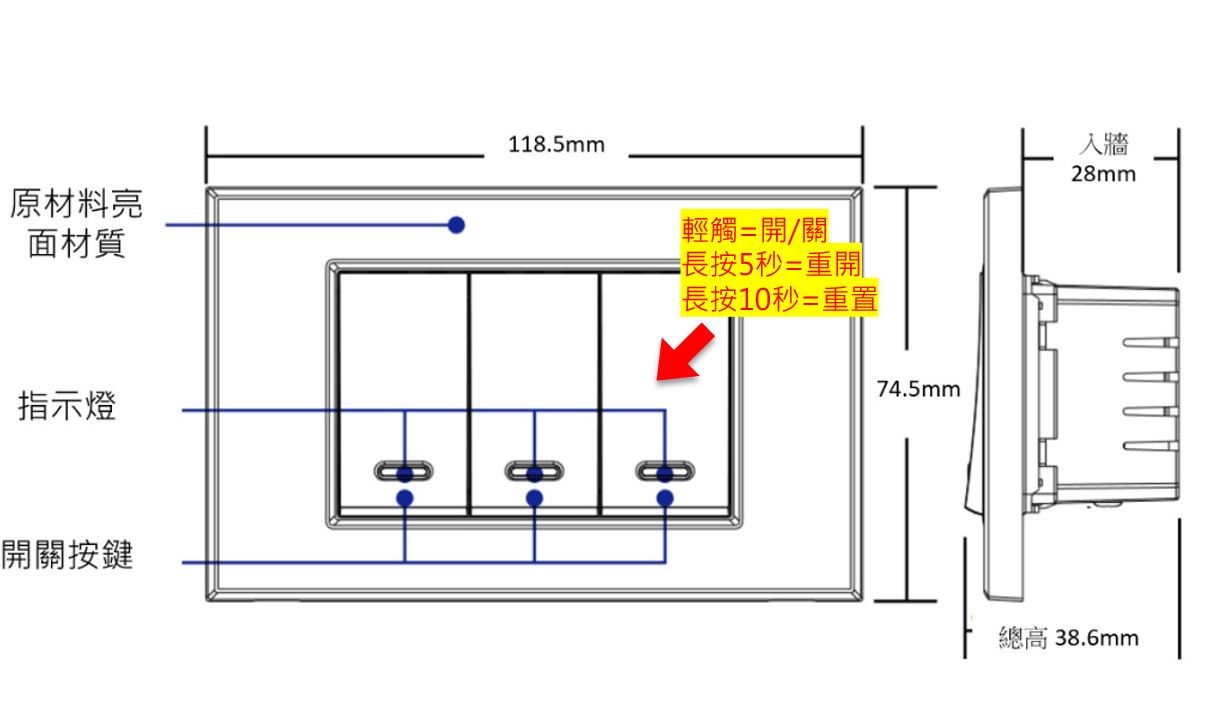 118.5mm
入牆
28mm
原材料亮
面材質
輕觸=開/關
長按5秒=重開
長按10秒=重置
74.5mm
指示燈
開關按鍵
總高 38.6mm